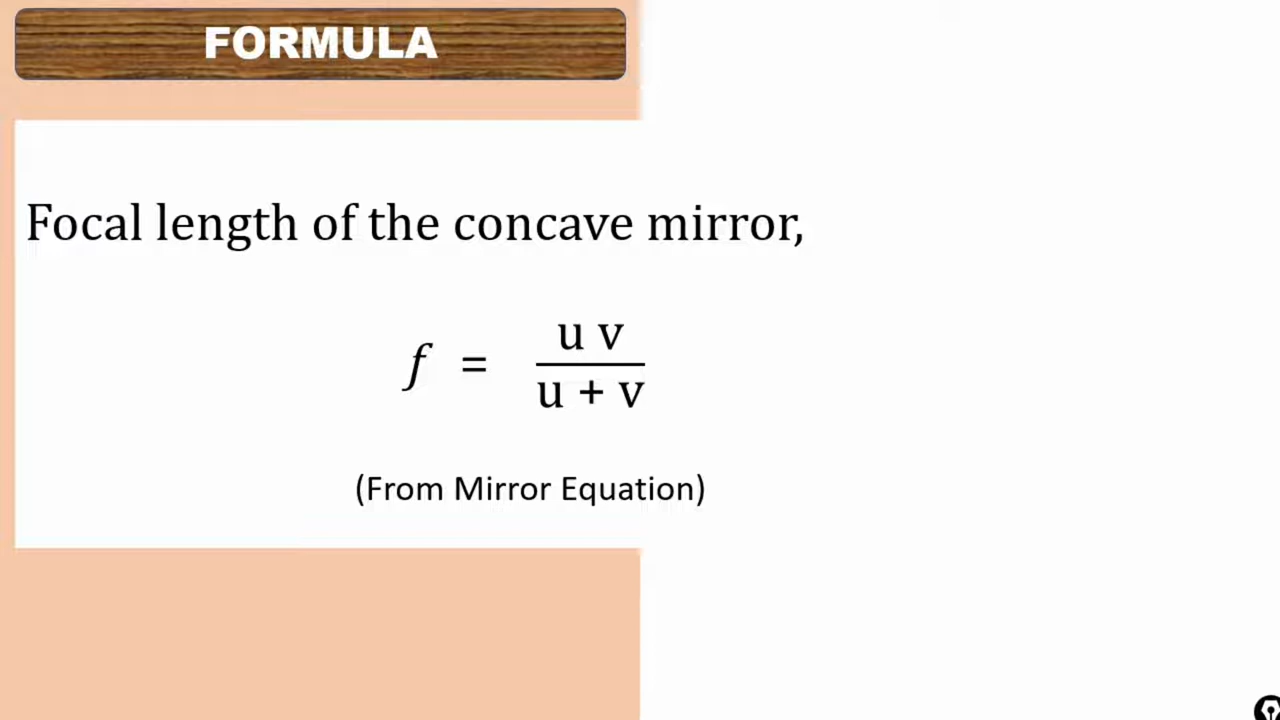 FORMULA
Focal length of the concave mirror,
f = u v / u + v
(From Mirror Equation)